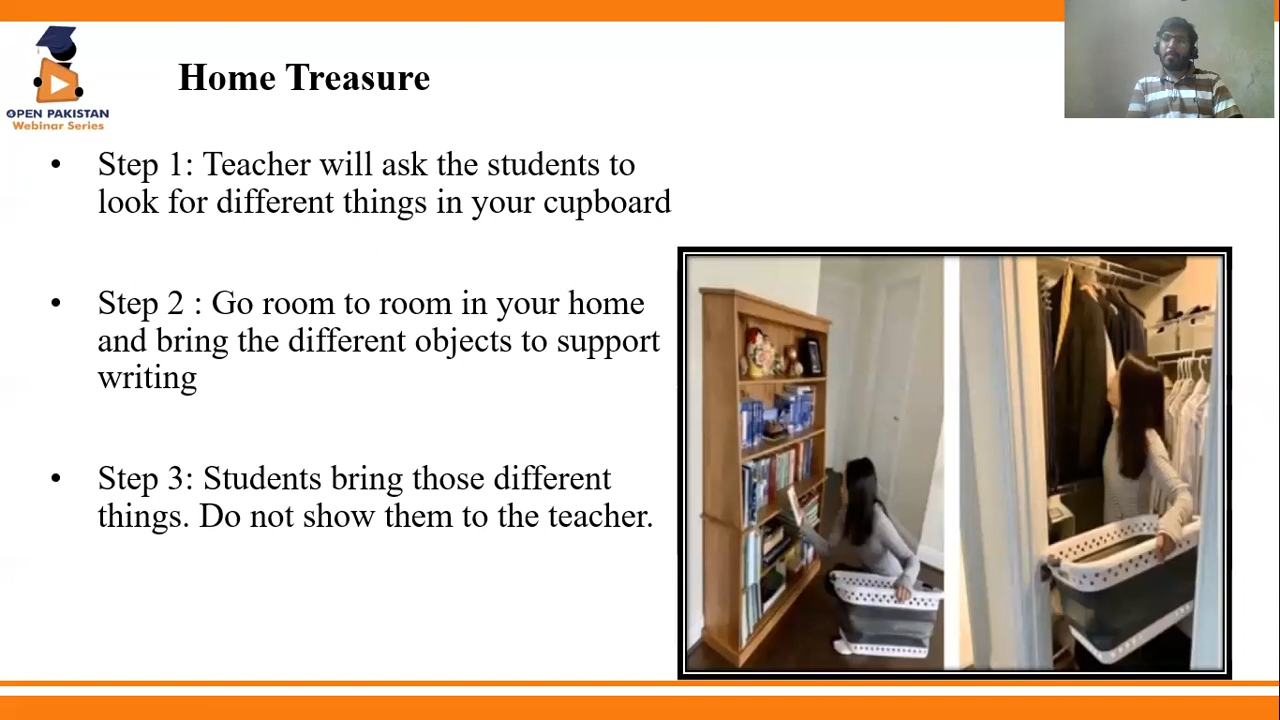 Home Treasure
OPEN PAKISTAN
Webinar Series
• Step 1: Teacher will ask the students to
look for different things in your cupboard
• Step 2 : Go room to room in your home
and bring the different objects to support
writing
• Step 3: Students bring those different
things. Do not show them to the teacher.